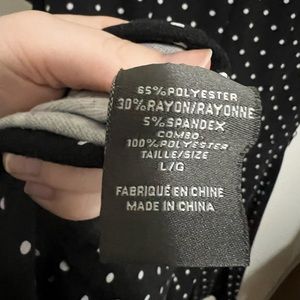 65% POLYESTER
30% RAYON/RAYONNE
5% SPANDEX
COMBO
100% POLYESTER
TAILLE/SIZE
L/G
FABRIQUÉ EN CHINE
MADE IN CHINA